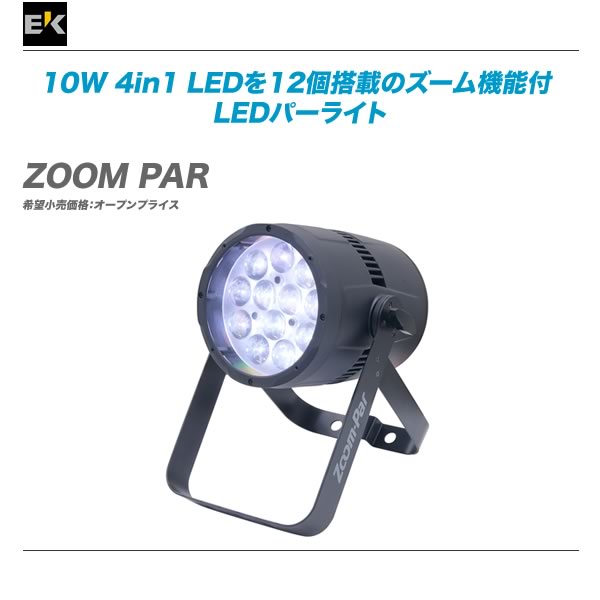 EK
10W 4in1 LEDを12個搭載のズーム機能付
LEDパーライト
ZOOM PAR
希望小売価格:オープンプライス
Zoom-Par